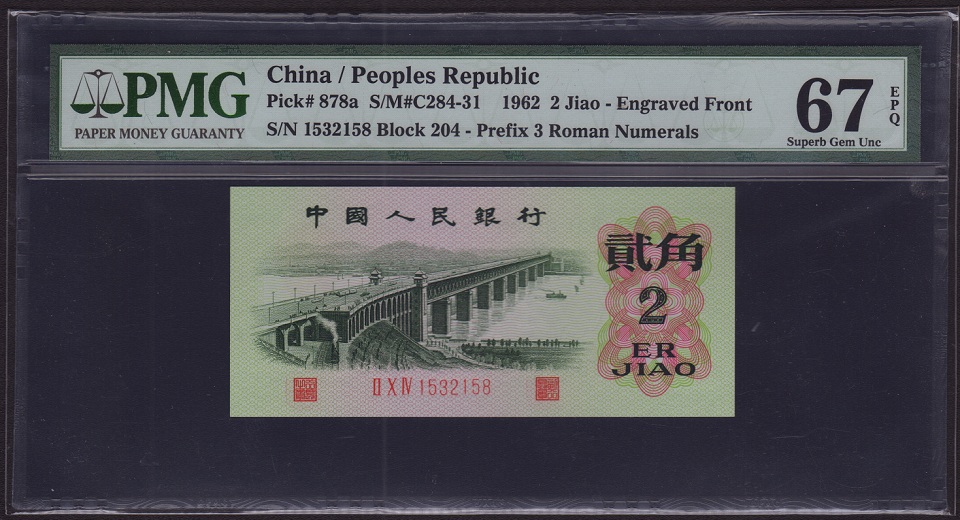 PMG
PAPER MONEY GUARANTY
China / Peoples Republic
Pick# 878a S/M#C284-31 1962 2 Jiao - Engraved Front
S/N 1532158 Block 204 - Prefix 3 Roman Numerals
67
EPQ
Superb Gem Unc
中國人民銀行
貳角
2
ER
JIAO
II X IV 1532158